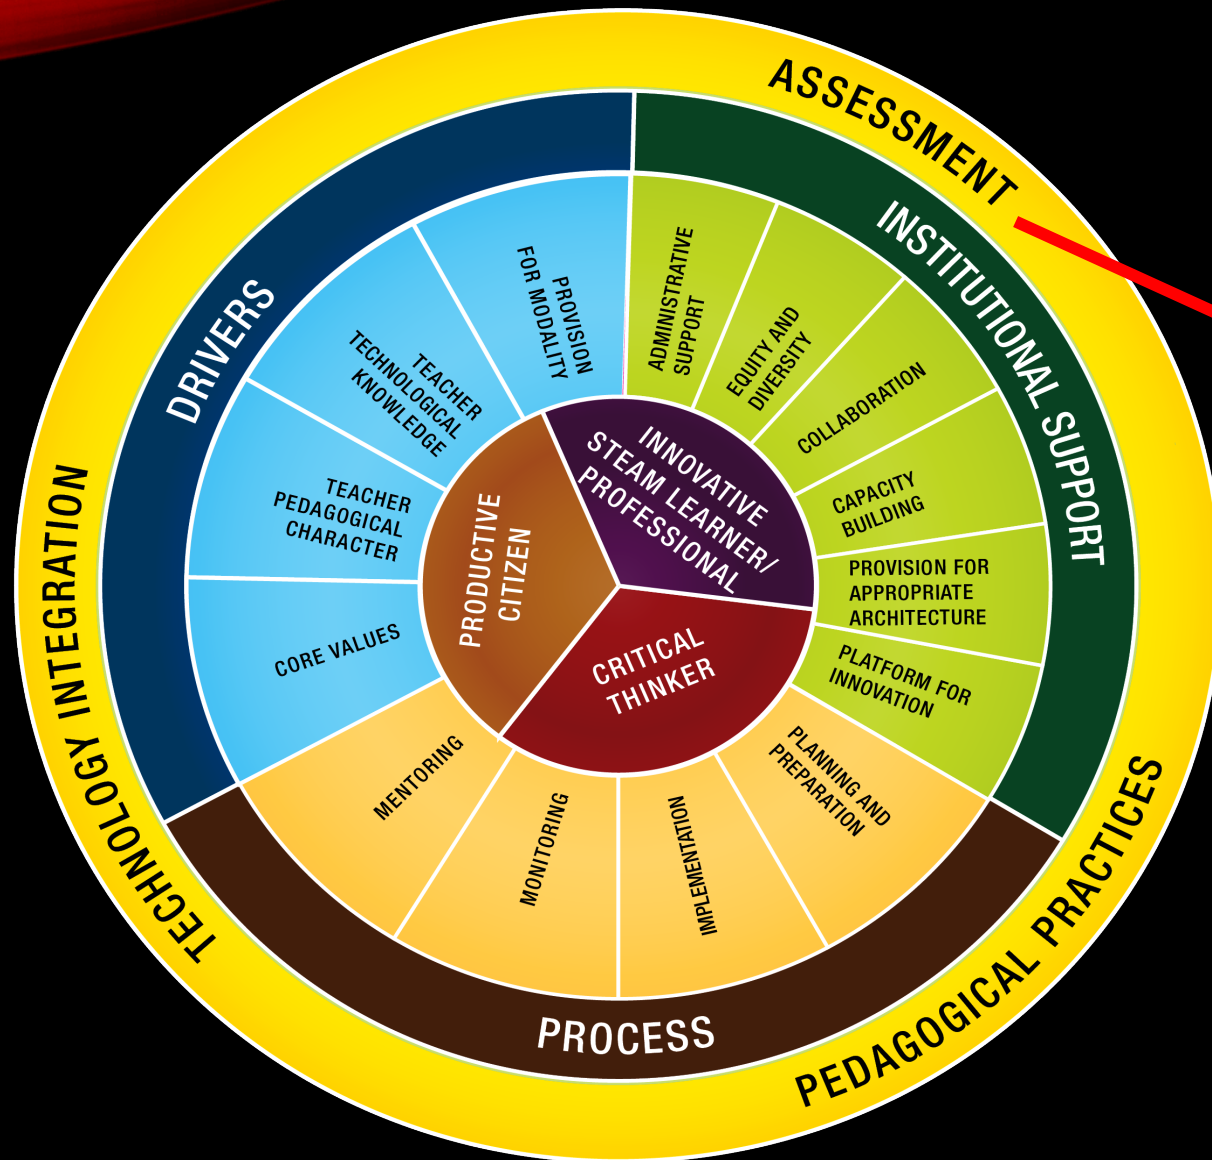 ASSESSMENT
INSTITUTIONAL SUPPORT
DRIVERS
TECHNOLOGY INTEGRATION
PEDAGOGICAL PRACTICES
PROCESS
PROVISION
FOR MODALITY
TEACHER
TECHNOLOGICAL
KNOWLEDGE
TEACHER
PEDAGOGICAL
CHARACTER
CORE VALUES
ADMINISTRATIVE
SUPPORT
EQUITY AND
DIVERSITY
COLLABORATION
CAPACITY
BUILDING
PROVISION FOR
APPROPRIATE
ARCHITECTURE
PLATFORM FOR
INNOVATION
PLANNING AND
PREPARATION
IMPLEMENTATION
MONITORING
MENTORING
INNOVATIVE
STEAM LEARNER/
PROFESSIONAL
PRODUCTIVE
CITIZEN
CRITICAL
THINKER